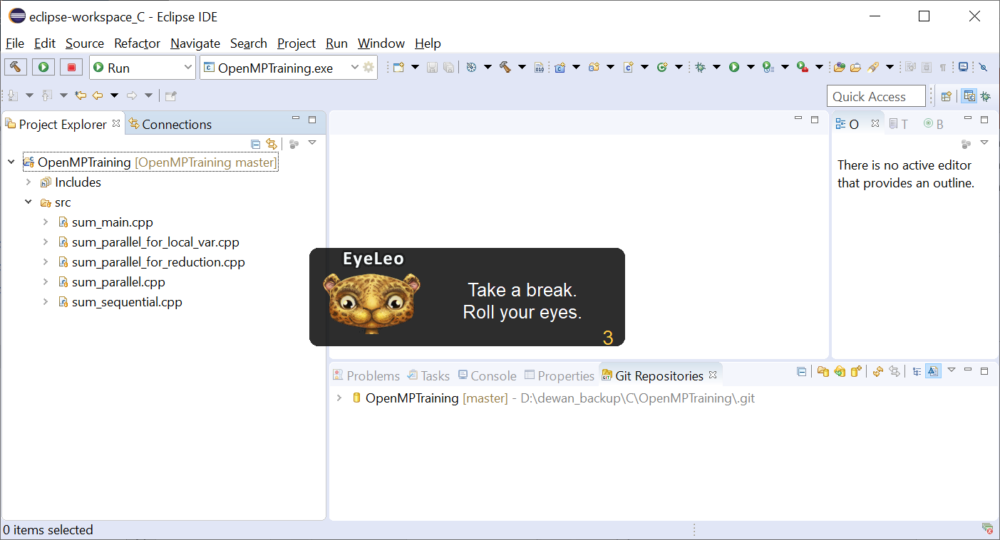 eclipse-workspace_C - Eclipse IDE
File Edit Source Refactor Navigate Search Project Run Window Help
Run OpenMPTraining.exe
Quick Access
Project Explorer Connections
OpenMPTraining [OpenMPTraining master]
Includes
src
sum_main.cpp
sum_parallel_for_local_var.cpp
sum_parallel_for_reduction.cpp
sum_parallel.cpp
sum_sequential.cpp
EyeLeo
Take a break.
Roll your eyes.
3
O T B
There is no active editor
that provides an outline.
Problems Tasks Console Properties Git Repositories
OpenMPTraining [master] - D:\dewan_backup\C\OpenMPTraining\.git
0 items selected